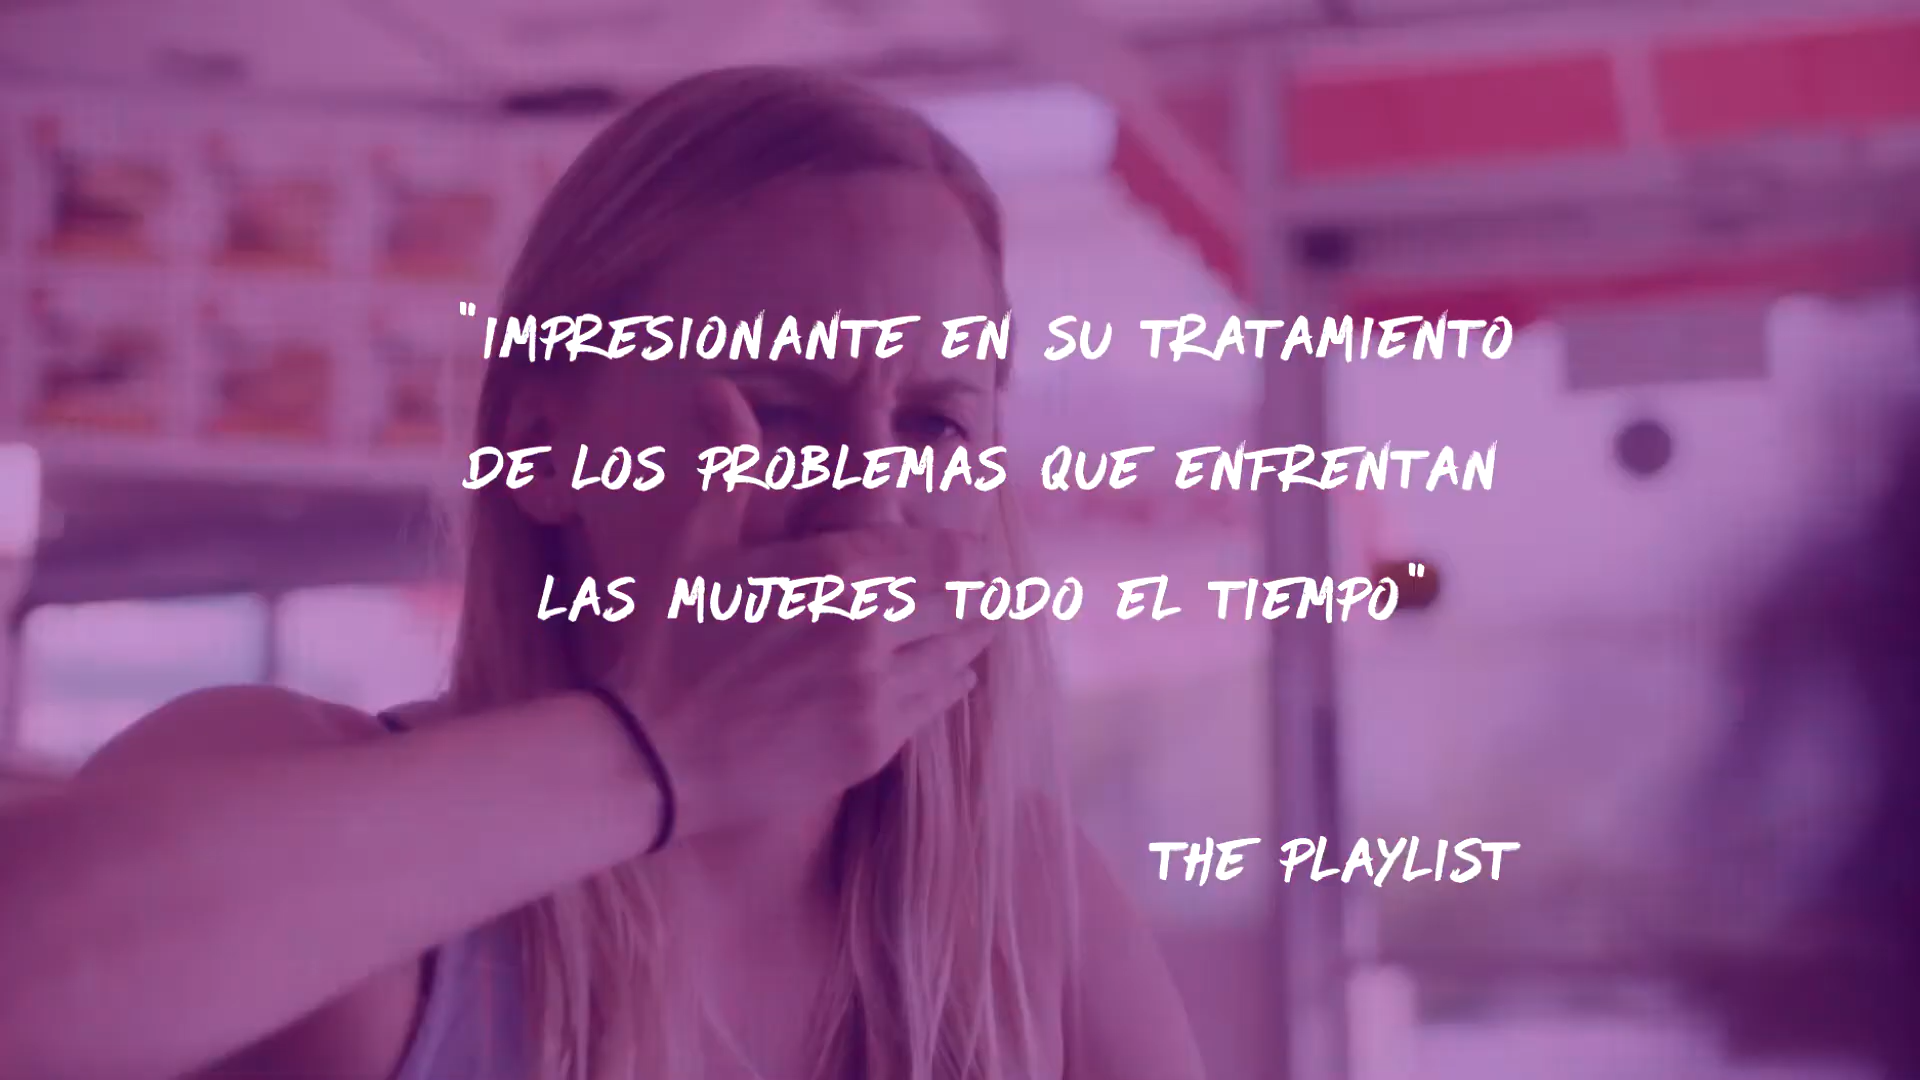 "IMPRESIONANTE EN SU TRATAMIENTO
DE LOS PROBLEMAS QUE ENFRENTAN
LAS MUJERES TODO EL TIEMPO"
THE PLAYLIST